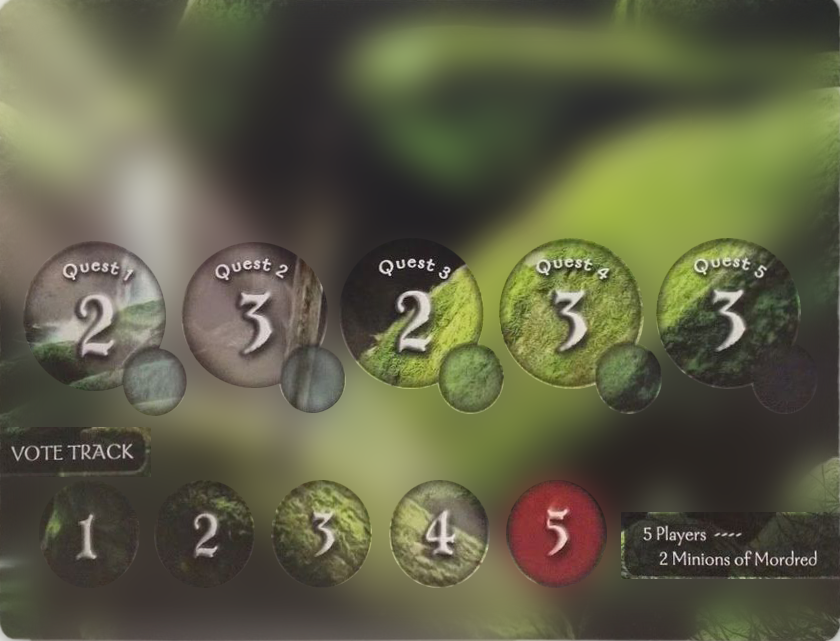 Quest 1
2
Quest 2
3
Quest 3
2
Quest 4
3
Quest 5
3
VOTE TRACK
1
2
3
4
5
5 Players ----
2 Minions of Mordred